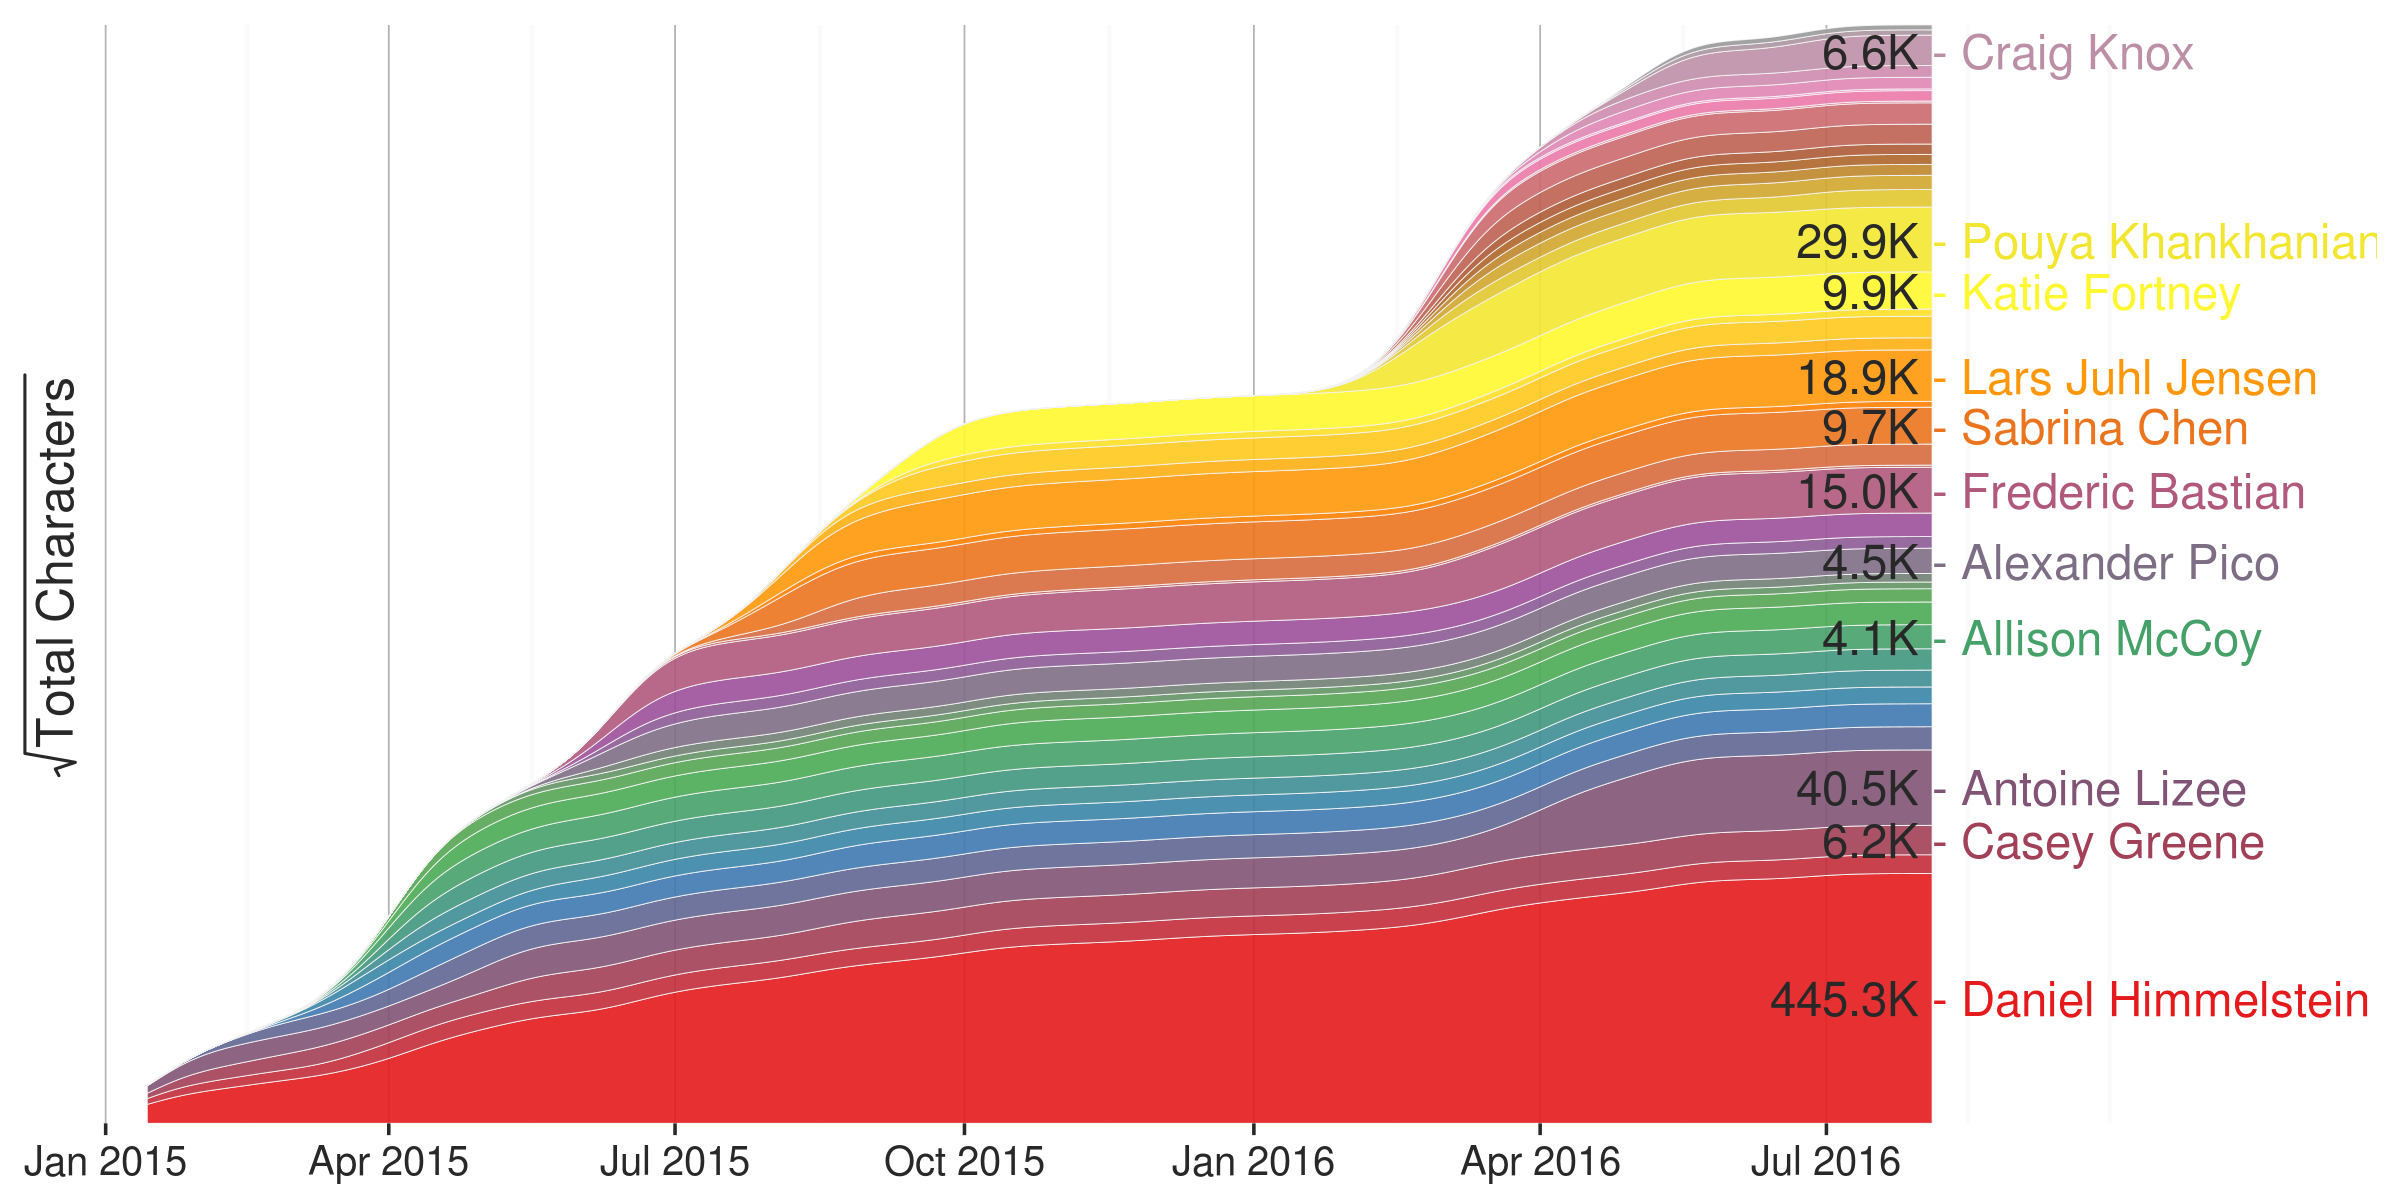 6.6K - Craig Knox
29.9K - Pouya Khankhanian
9.9K - Katie Fortney
18.9K - Lars Juhl Jensen
9.7K - Sabrina Chen
15.0K - Frederic Bastian
4.5K - Alexander Pico
4.1K - Allison McCoy
40.5K - Antoine Lizee
6.2K - Casey Greene
445.3K - Daniel Himmelstein
√Total Characters
Jan 2015 Apr 2015 Jul 2015 Oct 2015 Jan 2016 Apr 2016 Jul 2016